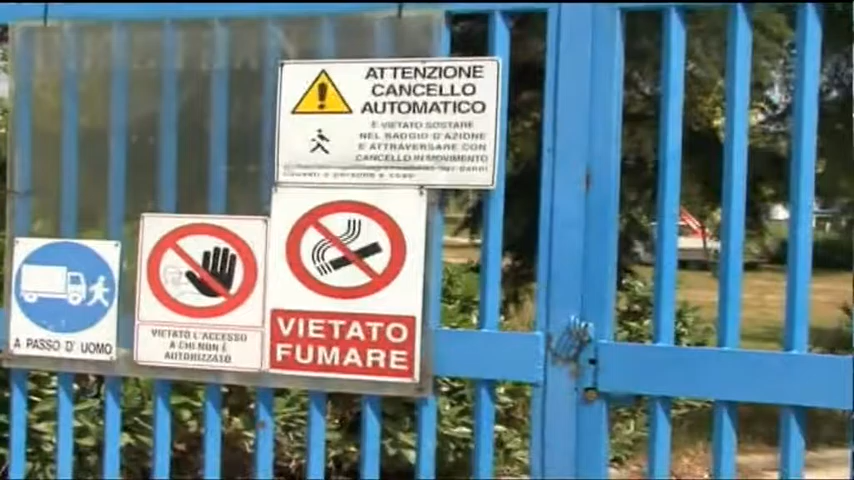 ATTENZIONE
CANCELLO
AUTOMATICO
È VIETATO SOSTARE
NEL RAGGIO D'AZIONE
E ATTRAVERSARE CON
CANCELLO IN MOVIMENTO
A PASSO D' UOMO
VIETATO L'ACCESSO
A CHI NON È
AUTORIZZATO
VIETATO
FUMARE